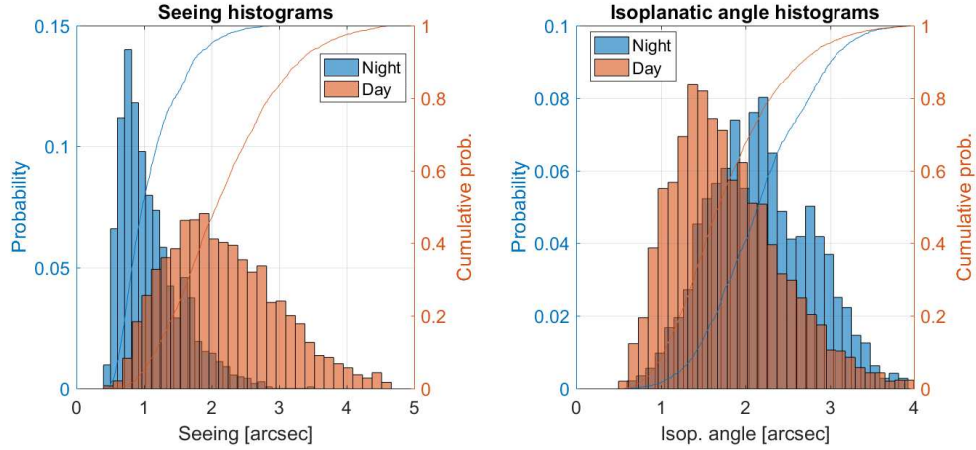 Seeing histograms
0.15
0.1
0.05
0
Probability
1
0.8
0.6
0.4
0.2
0
Cumulative prob.
Night
Day
0 1 2 3 4 5
Seeing [arcsec]
Isoplanatic angle histograms
0.1
0.08
0.06
0.04
0.02
0
Probability
1
0.8
0.6
0.4
0.2
0
Cumulative prob.
Night
Day
0 1 2 3 4
Isop. angle [arcsec]